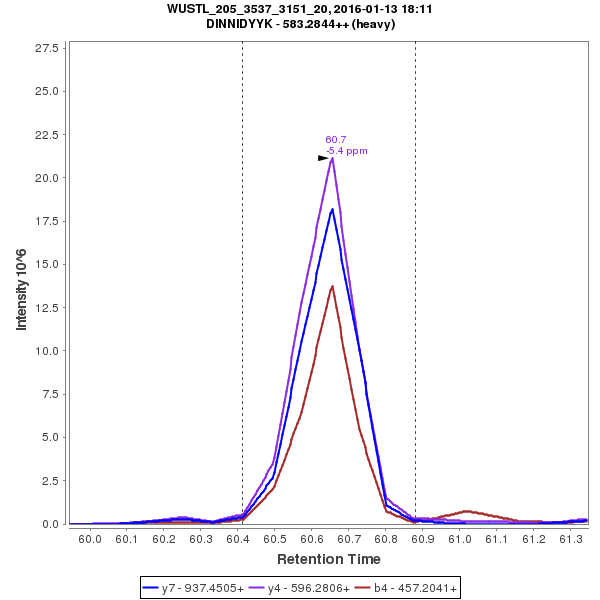 WUSTL_205_3537_3151_20, 2016-01-13 18:11
DINNIDYYK - 583.2844++ (heavy)
27.5
25.0
22.5
20.0
17.5
15.0
12.5
10.0
7.5
5.0
2.5
0.0
Intensity 10^6
60.7
-5.4 ppm
60.0 60.1 60.2 60.3 60.4 60.5 60.6 60.7 60.8 60.9 61.0 61.1 61.2 61.3
Retention Time
y7 - 937.4505+ y4 - 596.2806+ b4 - 457.2041+